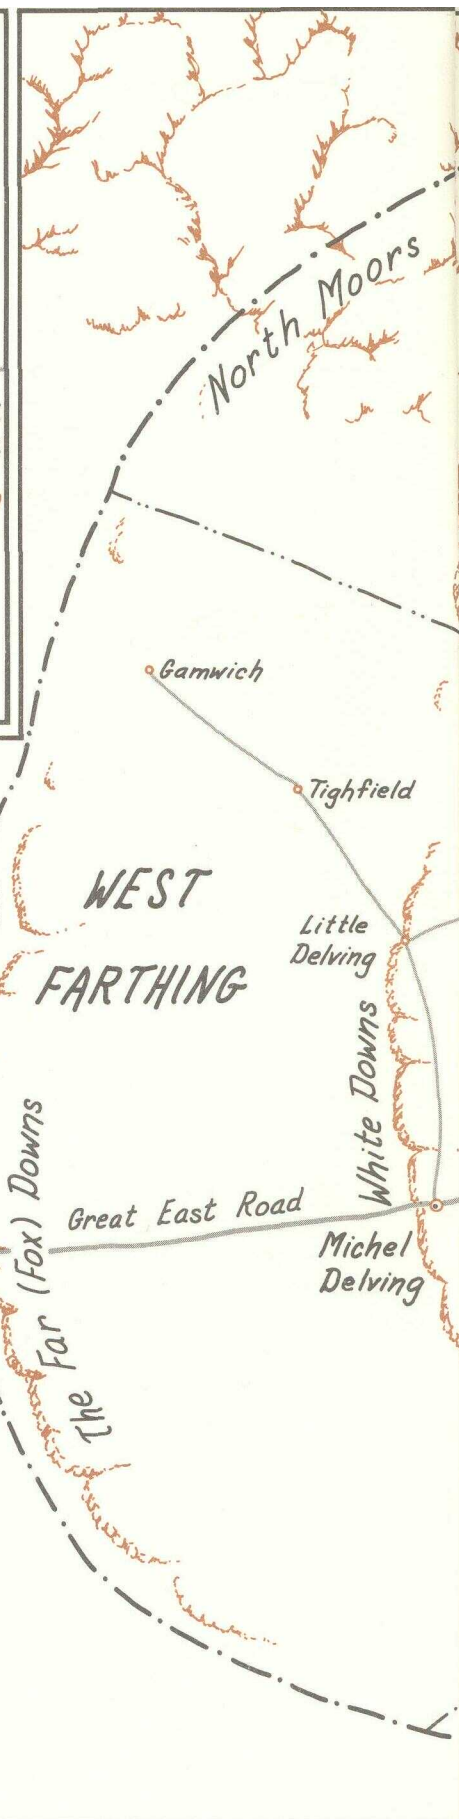 North Moors
Gamwich
Tighfield
WEST
FARTHING
Little
Delving
White Downs
Great East Road
Michel
Delving
The Far (Fox) Downs